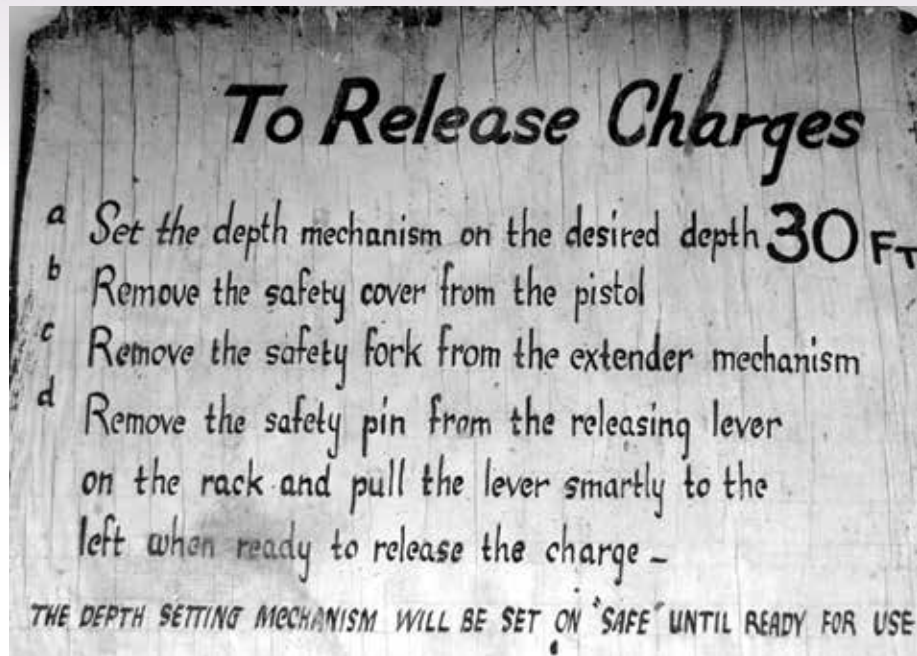 To Release Charges
a Set the depth mechanism on the desired depth 30 FT
b Remove the safety cover from the pistol
c Remove the safety fork from the extender mechanism
d Remove the safety pin from the releasing lever
on the rack and pull the lever smartly to the
left when ready to release the charge –
THE DEPTH SETTING MECHANISM WILL BE SET ON "SAFE" UNTIL READY FOR USE